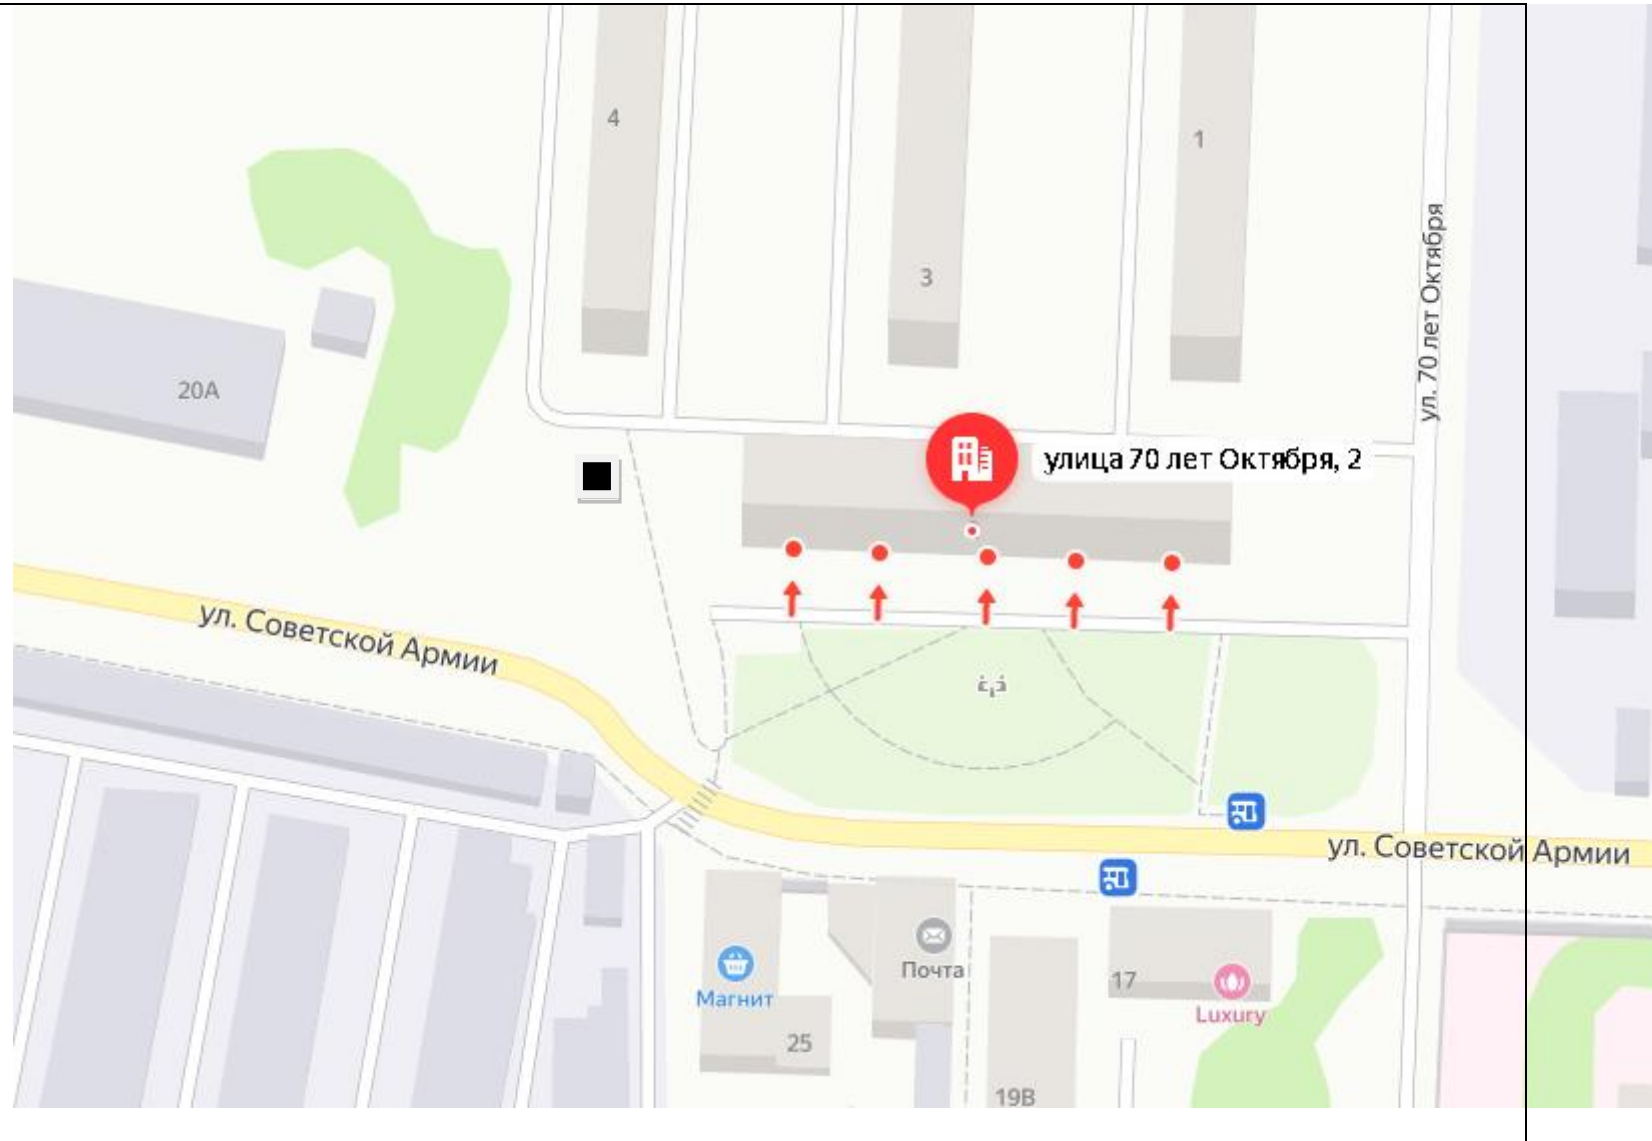 4
1
3
ул. 70 лет Октября
20А
улица 70 лет Октября, 2
ул. Советской Армии
ул. Советской Армии
Почта
Магнит
17
Luxury
25
19В